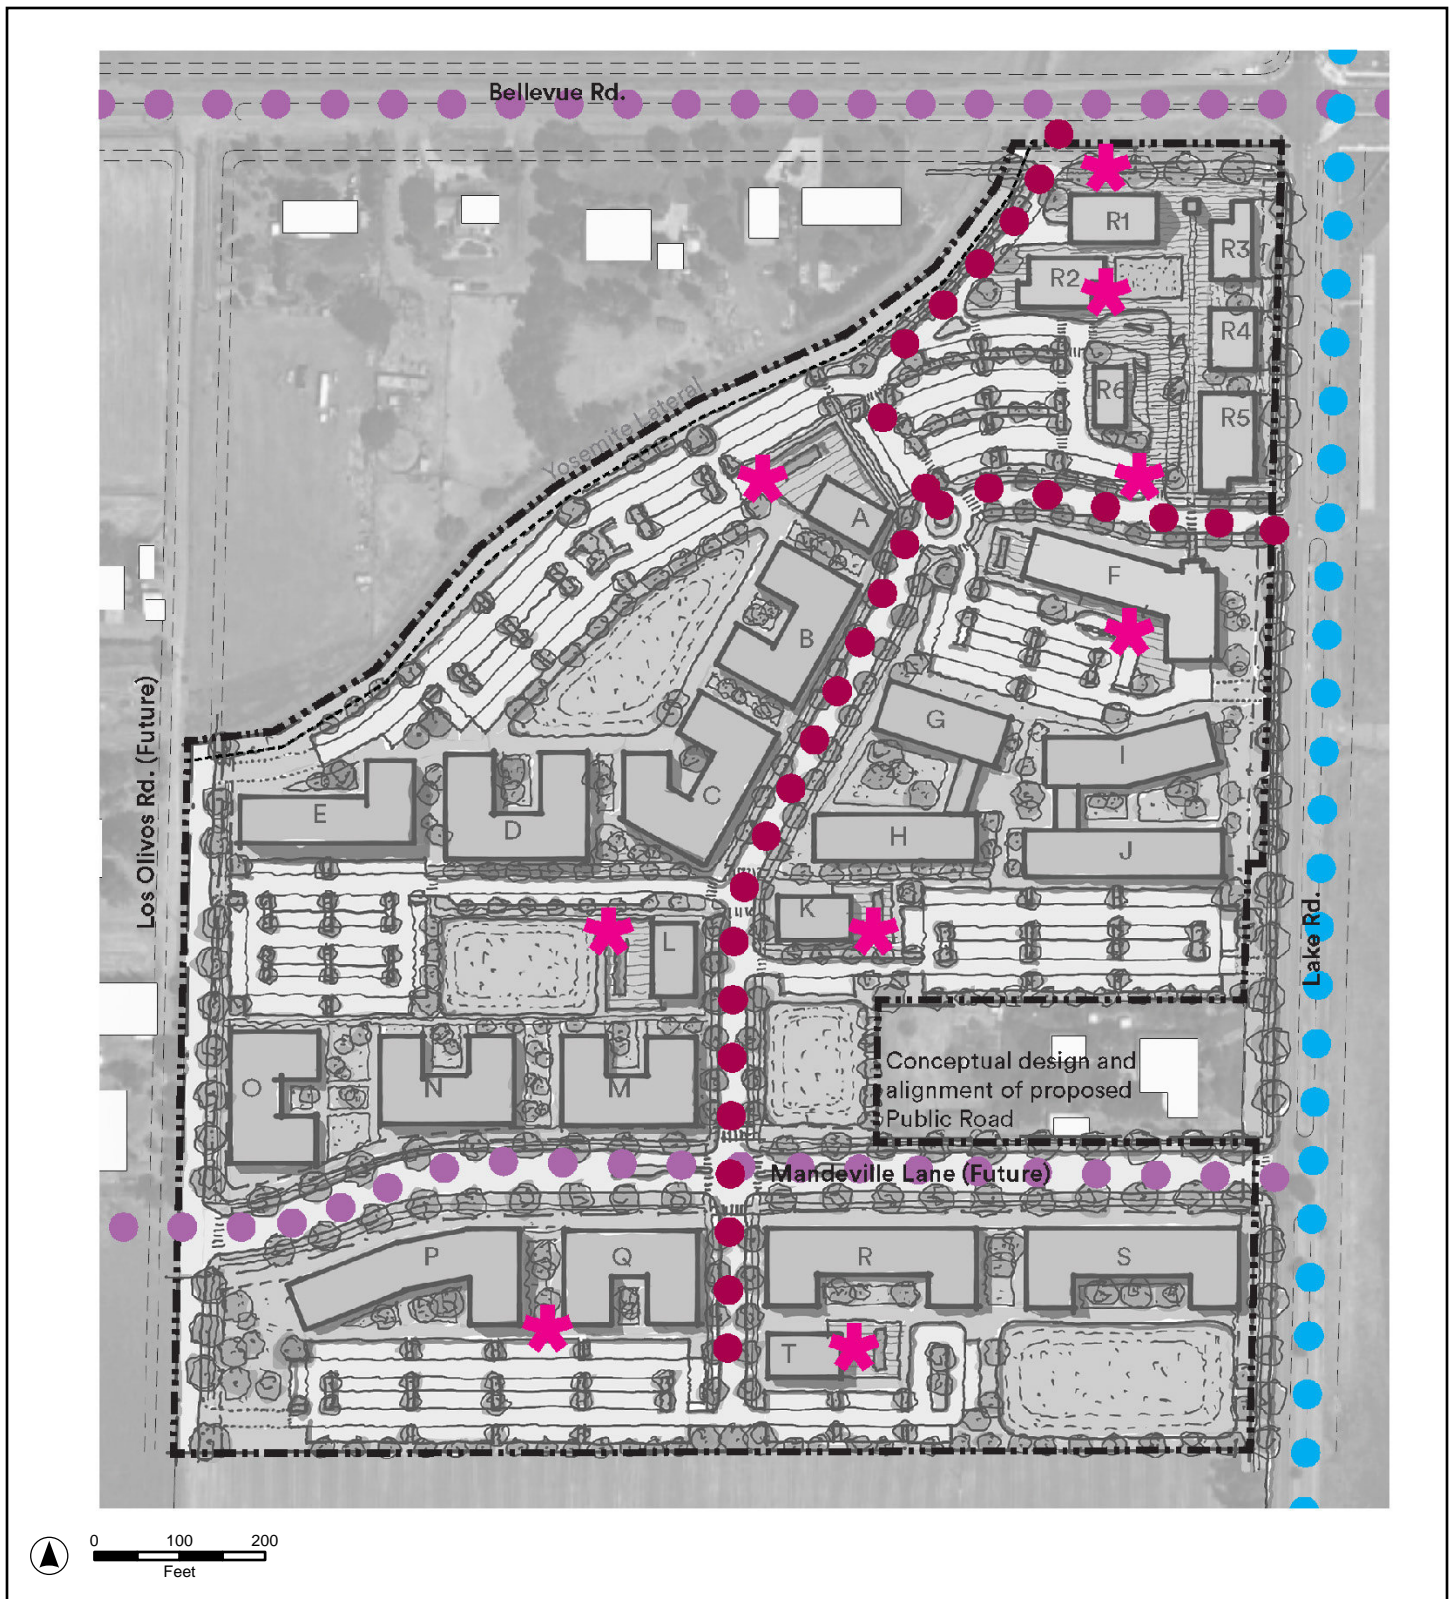 Bellevue Rd.
R1
R3
R2
R4
R6
R5
Yosemite Lateral
A
F
B
G
I
C
E
D
H
J
Los Olivos Rd. (Future)
K
L
Lake Rd.
Conceptual design and
alignment of proposed
Public Road
O
N
M
Mandeville Lane (Future)
P
Q
R
S
T
0 100 200
Feet